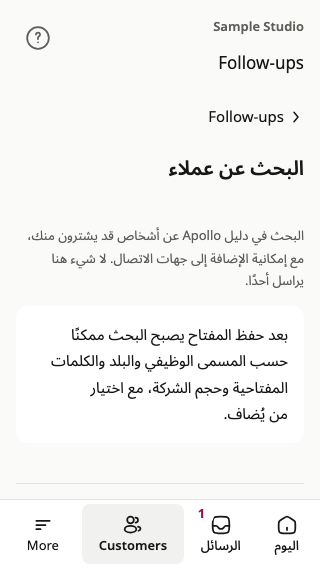 Sample Studio
Follow-ups
Follow-ups
البحث عن عملاء
البحث في دليل Apollo عن أشخاص قد يشترون منك،
مع إمكانية الإضافة إلى جهات الاتصال. لا شيء هنا
يراسل أحدًا.
بعد حفظ المفتاح يصبح البحث ممكنًا
حسب المسمى الوظيفي والبلد والكلمات
المفتاحية وحجم الشركة، مع اختيار
من يُضاف.
اليوم
1
الرسائل
Customers
More